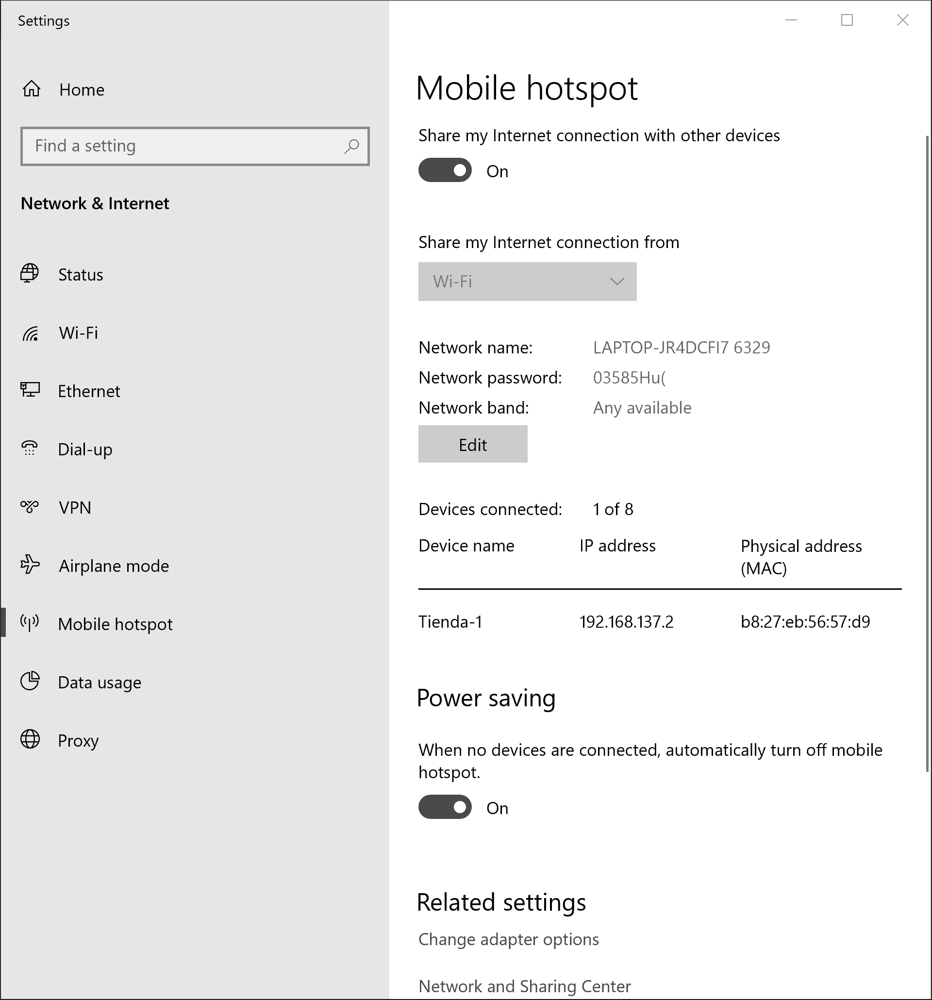 Settings
Home
Find a setting
Network & Internet
Status
Wi-Fi
Ethernet
Dial-up
VPN
Airplane mode
Mobile hotspot
Data usage
Proxy
Mobile hotspot
Share my Internet connection with other devices
On
Share my Internet connection from
Wi-Fi
Network name: LAPTOP-JR4DCFI7 6329
Network password: 03585Hu(
Network band: Any available
Edit
Devices connected: 1 of 8
Device name IP address Physical address
(MAC)
Tienda-1 192.168.137.2 b8:27:eb:56:57:d9
Power saving
When no devices are connected, automatically turn off mobile
hotspot.
On
Related settings
Change adapter options
Network and Sharing Center